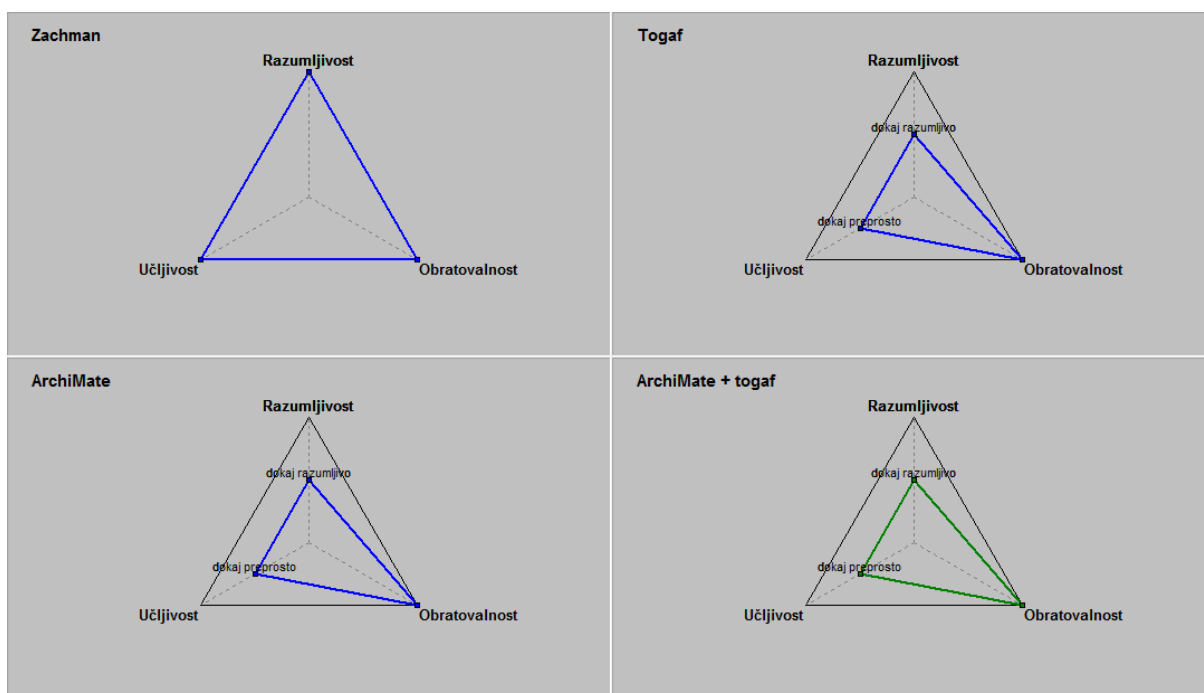 Zachman
Razumljivost
Učljivost
Obratovalnost
Togaf
Razumljivost
dokaj razumljivo
dokaj preprosto
Učljivost
Obratovalnost
ArchiMate
Razumljivost
dokaj razumljivo
dokaj preprosto
Učljivost
Obratovalnost
ArchiMate + togaf
Razumljivost
dokaj razumljivo
dokaj preprosto
Učljivost
Obratovalnost